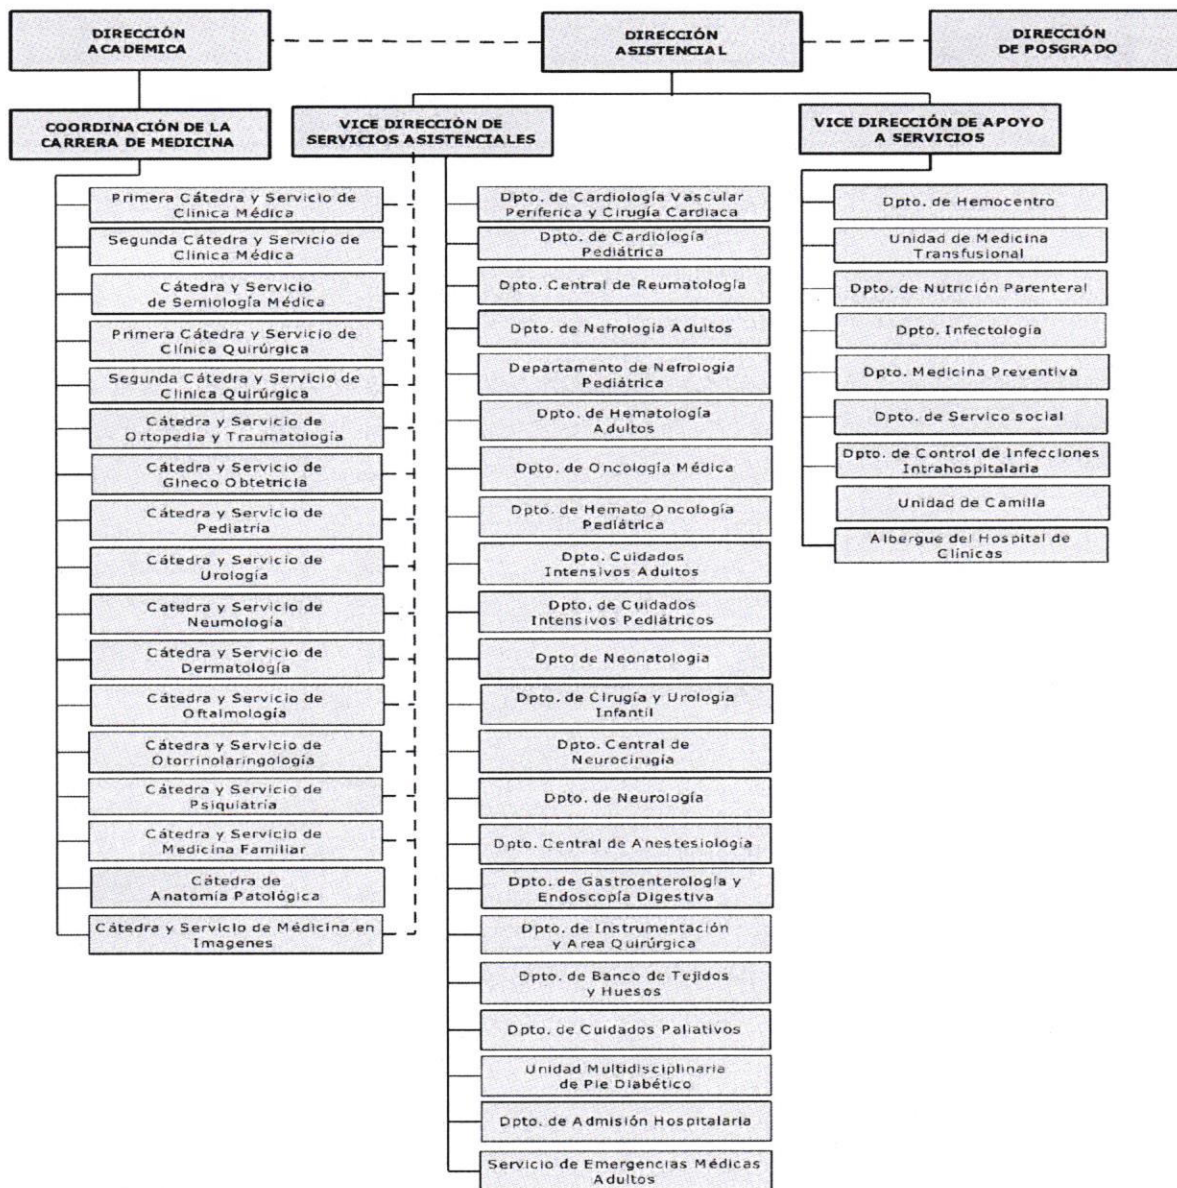 DIRECCIÓN
ACADEMICA
DIRECCIÓN
ASISTENCIAL
DIRECCIÓN
DE POSGRADO
COORDINACIÓN DE LA
CARRERA DE MEDICINA
VICE DIRECCIÓN DE
SERVICIOS ASISTENCIALES
VICE DIRECCIÓN DE APOYO
A SERVICIOS
Primera Cátedra y Servicio de
Clinica Médica
Segunda Cátedra y Servicio de
Clinica Médica
Cátedra y Servicio
de Semiología Médica
Primera Cátedra y Servicio de
Clínica Quirúrgica
Segunda Cátedra y Servicio de
Clinica Quirúrgica
Cátedra y Servicio de
Ortopedia y Traumatología
Cátedra y Servicio de
Gineco Obtetricia
Cátedra y Servicio de
Pediatría
Cátedra y Servicio de
Urología
Catedra y Servicio de
Neumología
Cátedra y Servicio de
Dermatología
Cátedra y Servicio de
Oftalmología
Cátedra y Servicio de
Otorrinolaringología
Cátedra y Servicio de
Psiquiatría
Cátedra y Servicio de
Medicina Familiar
Cátedra de
Anatomía Patológica
Cátedra y Servicio de Médicina en
Imagenes
Dpto. de Cardiología Vascular
Periferica y Cirugía Cardiaca
Dpto. de Cardiología
Pediátrica
Dpto. Central de Reumatología
Dpto. de Nefrología Adultos
Departamento de Nefrología
Pediátrica
Dpto. de Hematología
Adultos
Dpto. de Oncología Médica
Dpto. de Hemato Oncología
Pediátrica
Dpto. Cuidados
Intensivos Adultos
Dpto. de Cuidados
Intensivos Pediátricos
Dpto de Neonatologia
Dpto. de Cirugía y Urologia
Infantil
Dpto. Central de
Neurocirugía
Dpto. de Neurología
Dpto. Central de Anestesiología
Dpto. de Gastroenterología y
Endoscopía Digestiva
Dpto. de Instrumentación
y Area Quirúrgica
Dpto. de Banco de Tejidos
y Huesos
Dpto. de Cuidados Paliativos
Unidad Multidisciplinaria
de Pie Diabético
Dpto. de Admisión Hospitalaria
Servicio de Emergencias Médicas
Adultos
Dpto. de Hemocentro
Unidad de Medicina
Transfusional
Dpto. de Nutrición Parenteral
Dpto. Infectología
Dpto. Medicina Preventiva
Dpto. de Servico social
Dpto. de Control de Infecciones
Intrahospitalaria
Unidad de Camilla
Albergue del Hospital de
Clínicas